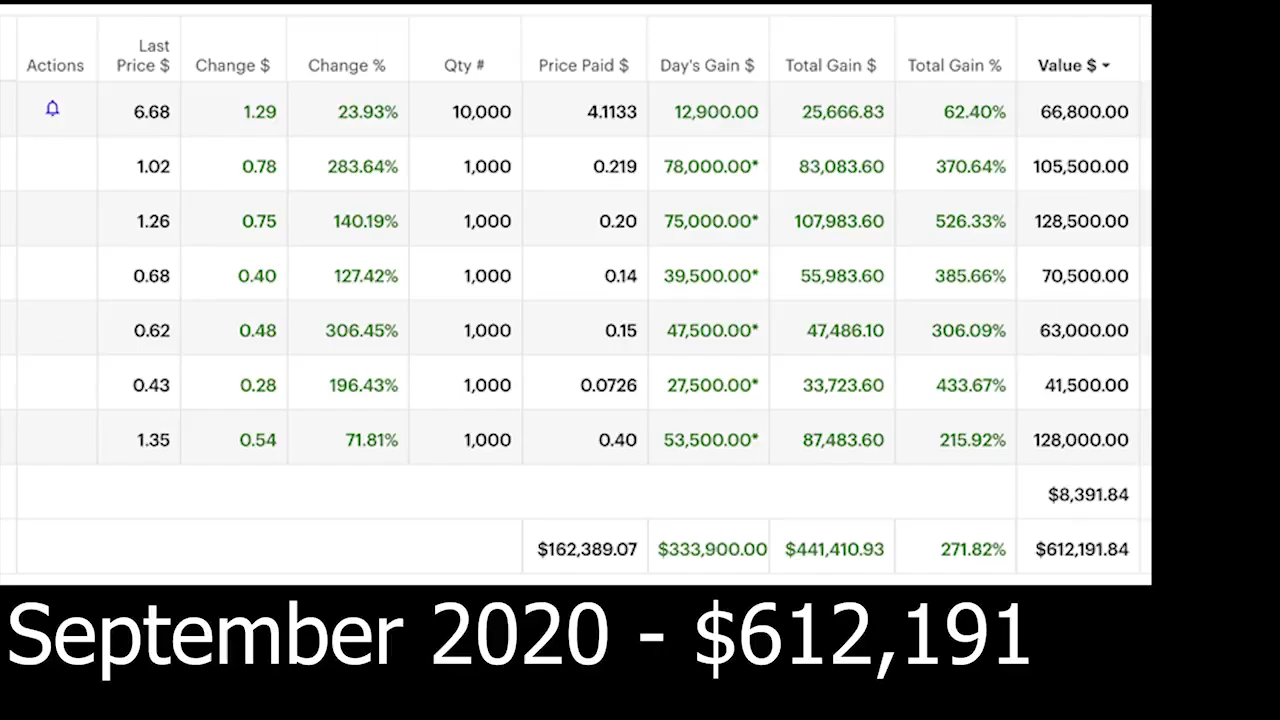 Actions Last Price $ Change $ Change % Qty # Price Paid $ Day's Gain $ Total Gain $ Total Gain % Value $
6.68 1.29 23.93% 10,000 4.1133 12,900.00 25,666.83 62.40% 66,800.00
1.02 0.78 283.64% 1,000 0.219 78,000.00* 83,083.60 370.64% 105,500.00
1.26 0.75 140.19% 1,000 0.20 75,000.00* 107,983.60 526.33% 128,500.00
0.68 0.40 127.42% 1,000 0.14 39,500.00* 55,983.60 385.66% 70,500.00
0.62 0.48 306.45% 1,000 0.15 47,500.00* 47,486.10 306.09% 63,000.00
0.43 0.28 196.43% 1,000 0.0726 27,500.00* 33,723.60 433.67% 41,500.00
1.35 0.54 71.81% 1,000 0.40 53,500.00* 87,483.60 215.92% 128,000.00
$8,391.84
$162,389.07 $333,900.00 $441,410.93 271.82% $612,191.84
September 2020 - $612,191